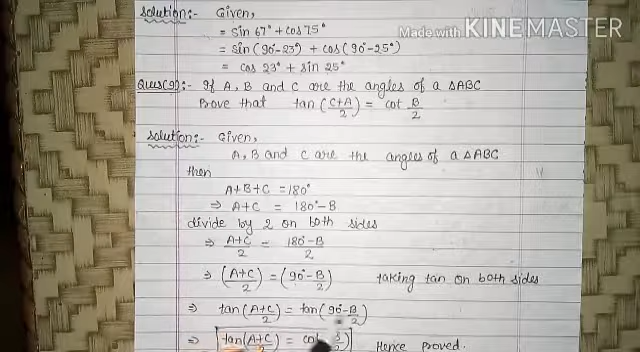 Made with KINEMASTER
Solution:- Given,
= sin 67° + cos 75°
= sin (90°-23°) + cos (90°-25°)
= cos 23° + sin 25°
Ques(9):- If A, B and C are the angles of a △ABC
Prove that tan (C+A/2) = cot B/2
Solution:- Given,
A, B and C are the angles of a △ABC
then
A+B+C = 180°
⇒ A+C = 180°-B
divide by 2 on both sides
⇒ A+C/2 = 180°-B/2
⇒ (A+C/2) = (90°-B/2) taking tan on both sides
⇒ tan(A+C/2) = tan(90°-B/2)
⇒ tan(A+C/2) = cot B/2 Hence proved.